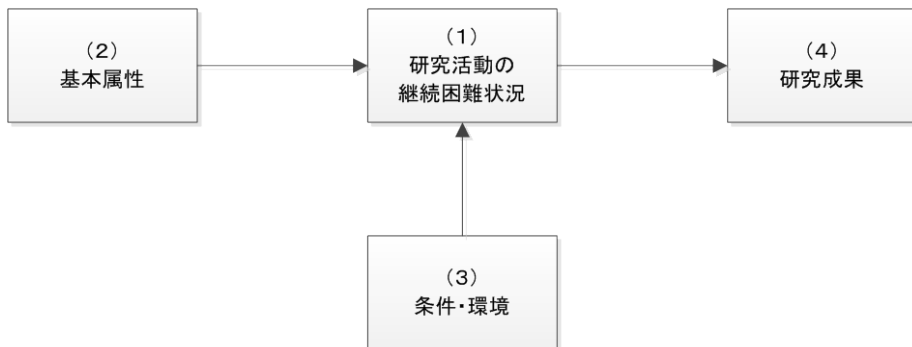 (2)
基本属性
(1)
研究活動の
継続困難状況
(4)
研究成果
(3)
条件・環境